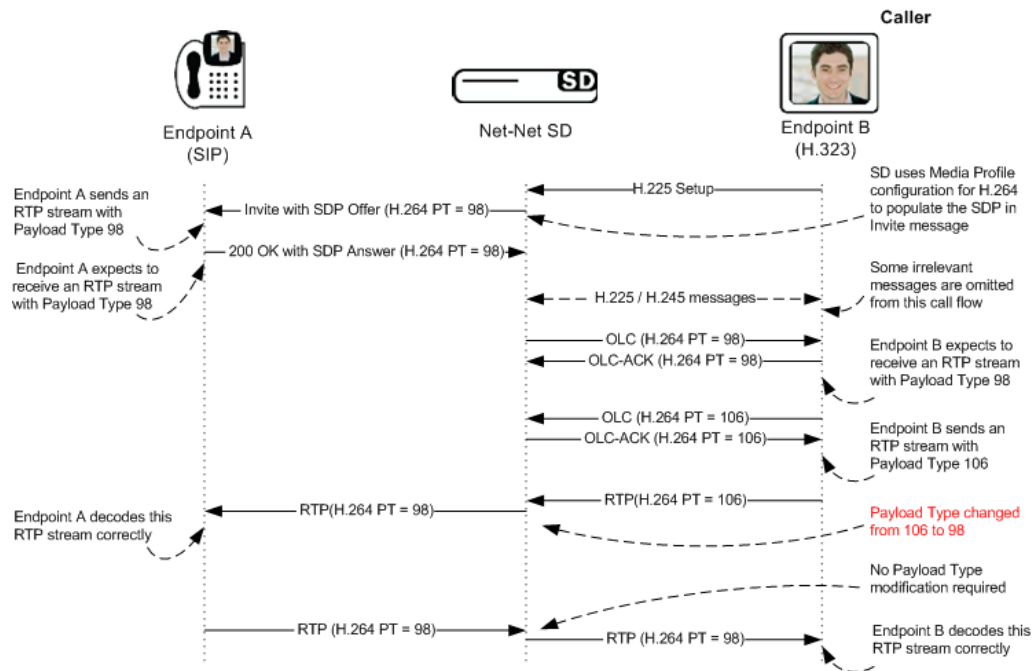 Caller
SD
Endpoint A
(SIP)
Net-Net SD
Endpoint B
(H.323)
Endpoint A sends an
RTP stream with
Payload Type 98
H.225 Setup
SD uses Media Profile
configuration for H.264
to populate the SDP in
Invite message
Invite with SDP Offer (H.264 PT = 98)
200 OK with SDP Answer (H.264 PT = 98)
Endpoint A expects to
receive an RTP stream
with Payload Type 98
Some irrelevant
messages are omitted
from this call flow
H.225 / H.245 messages
OLC (H.264 PT = 98)
OLC-ACK (H.264 PT = 98)
Endpoint B expects to
receive an RTP stream
with Payload Type 98
OLC (H.264 PT = 106)
OLC-ACK (H.264 PT = 106)
Endpoint B sends an
RTP stream with
Payload Type 106
RTP(H.264 PT = 106)
RTP(H.264 PT = 98)
Endpoint A decodes this
RTP stream correctly
Payload Type changed
from 106 to 98
No Payload Type
modification required
RTP (H.264 PT = 98)
RTP (H.264 PT = 98)
Endpoint B decodes this
RTP stream correctly